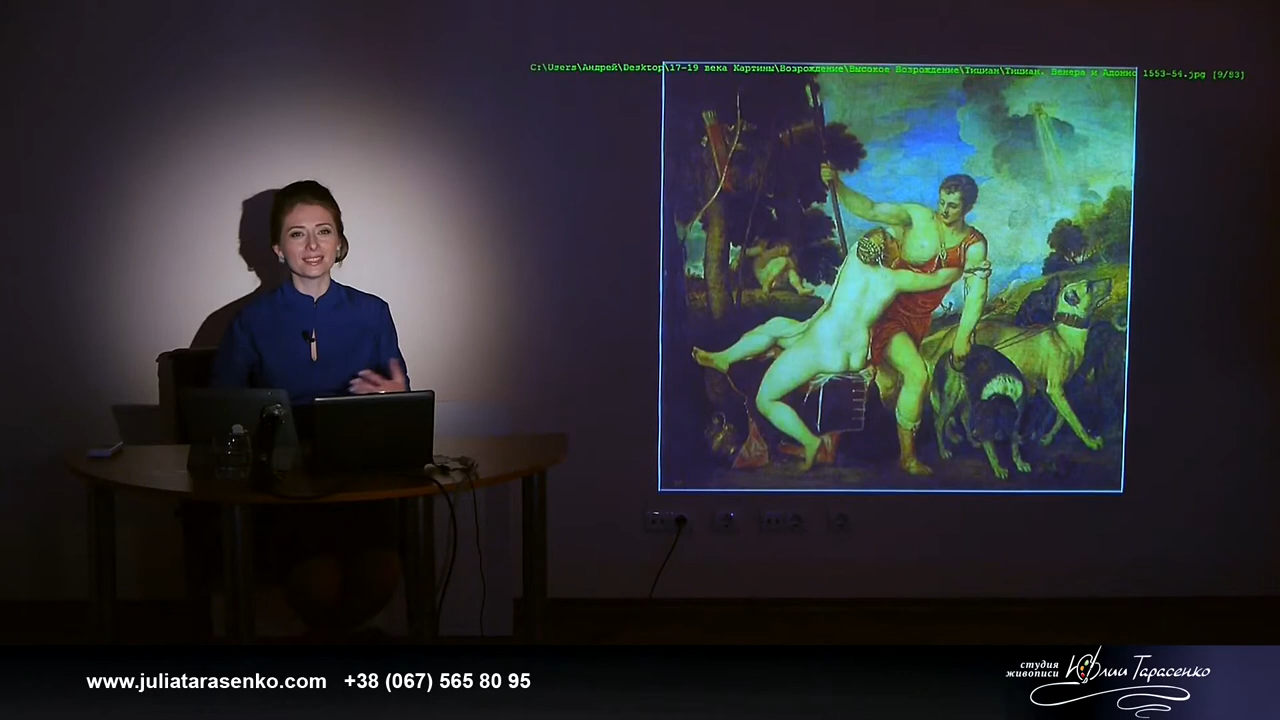 C:\Users\Андрей\Desktop\17-19 века Картины\Возрождение\Высокое Возрождение\Тициан\Тициан. Венера и Адонис 1553-54.jpg [9/83]
www.juliatarasenko.com +38 (067) 565 80 95
студия
живописи Юлии Тарасенко